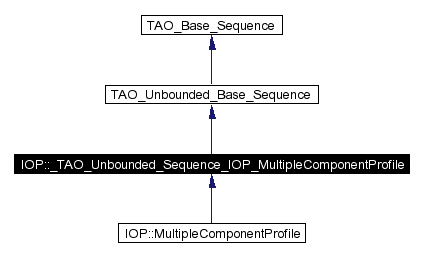 TAO_Base_Sequence
TAO_Unbounded_Base_Sequence
IOP::_TAO_Unbounded_Sequence_IOP_MultipleComponentProfile
IOP::MultipleComponentProfile